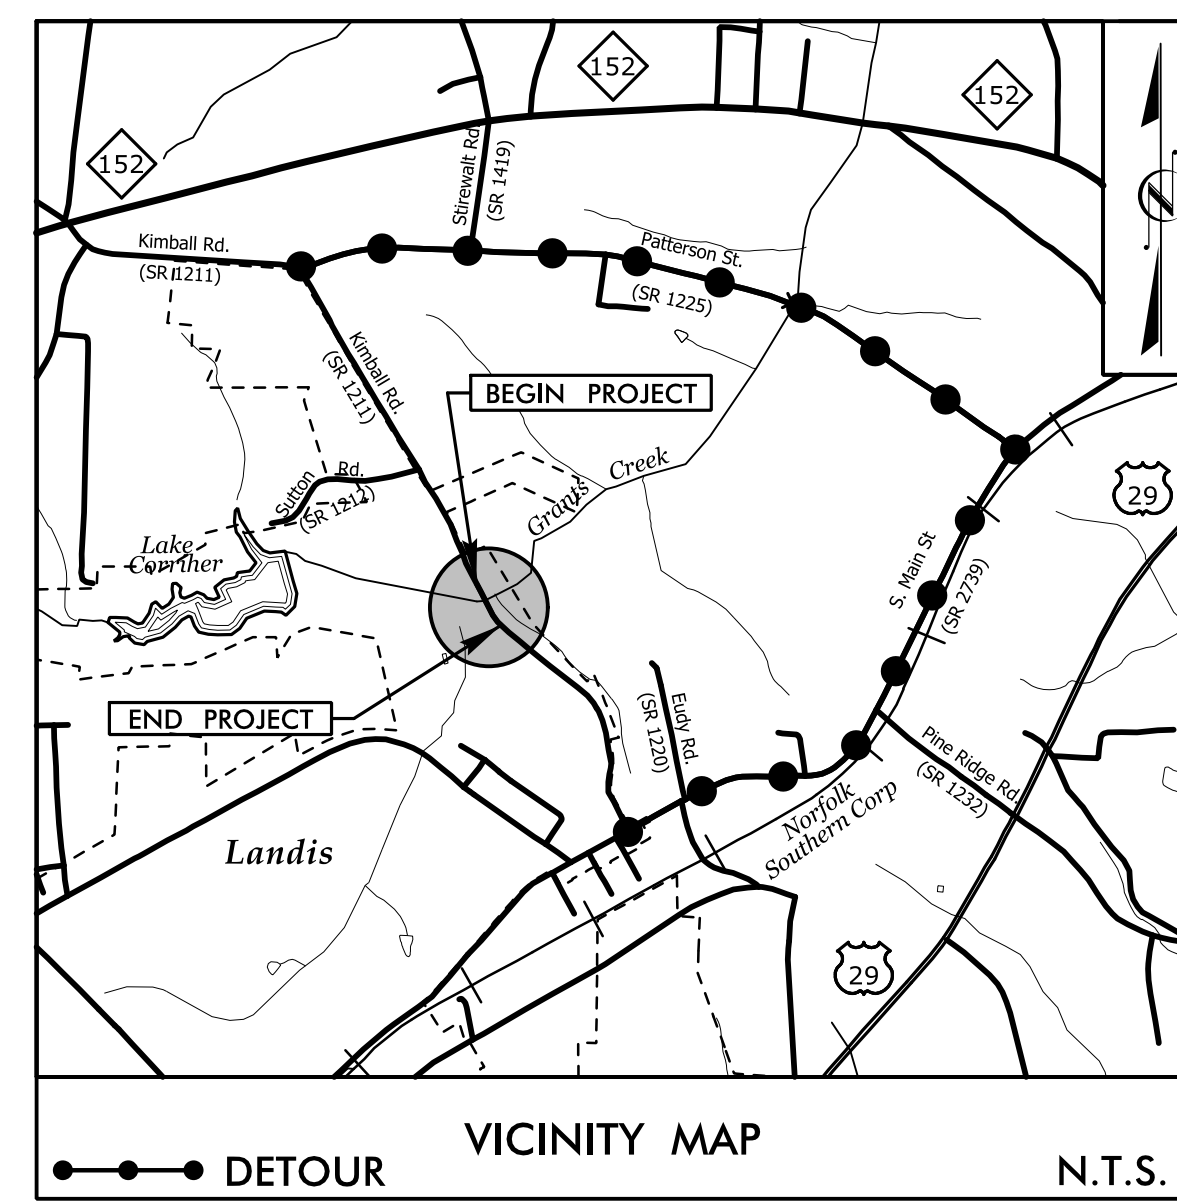 152
152
152
Stirewalt Rd.
(SR 1419)
Kimball Rd.
(SR 1211)
Patterson St.
(SR 1225)
Kimball Rd.
(SR 1211)
BEGIN PROJECT
Grants Creek
Sutton Rd.
(SR 1212)
29
Lake
Corriher
S. Main St
(SR 2739)
END PROJECT
Eudy Rd.
(SR 1220)
Pine Ridge Rd.
(SR 1232)
Norfolk
Southern Corp
Landis
29
VICINITY MAP
DETOUR
N.T.S.